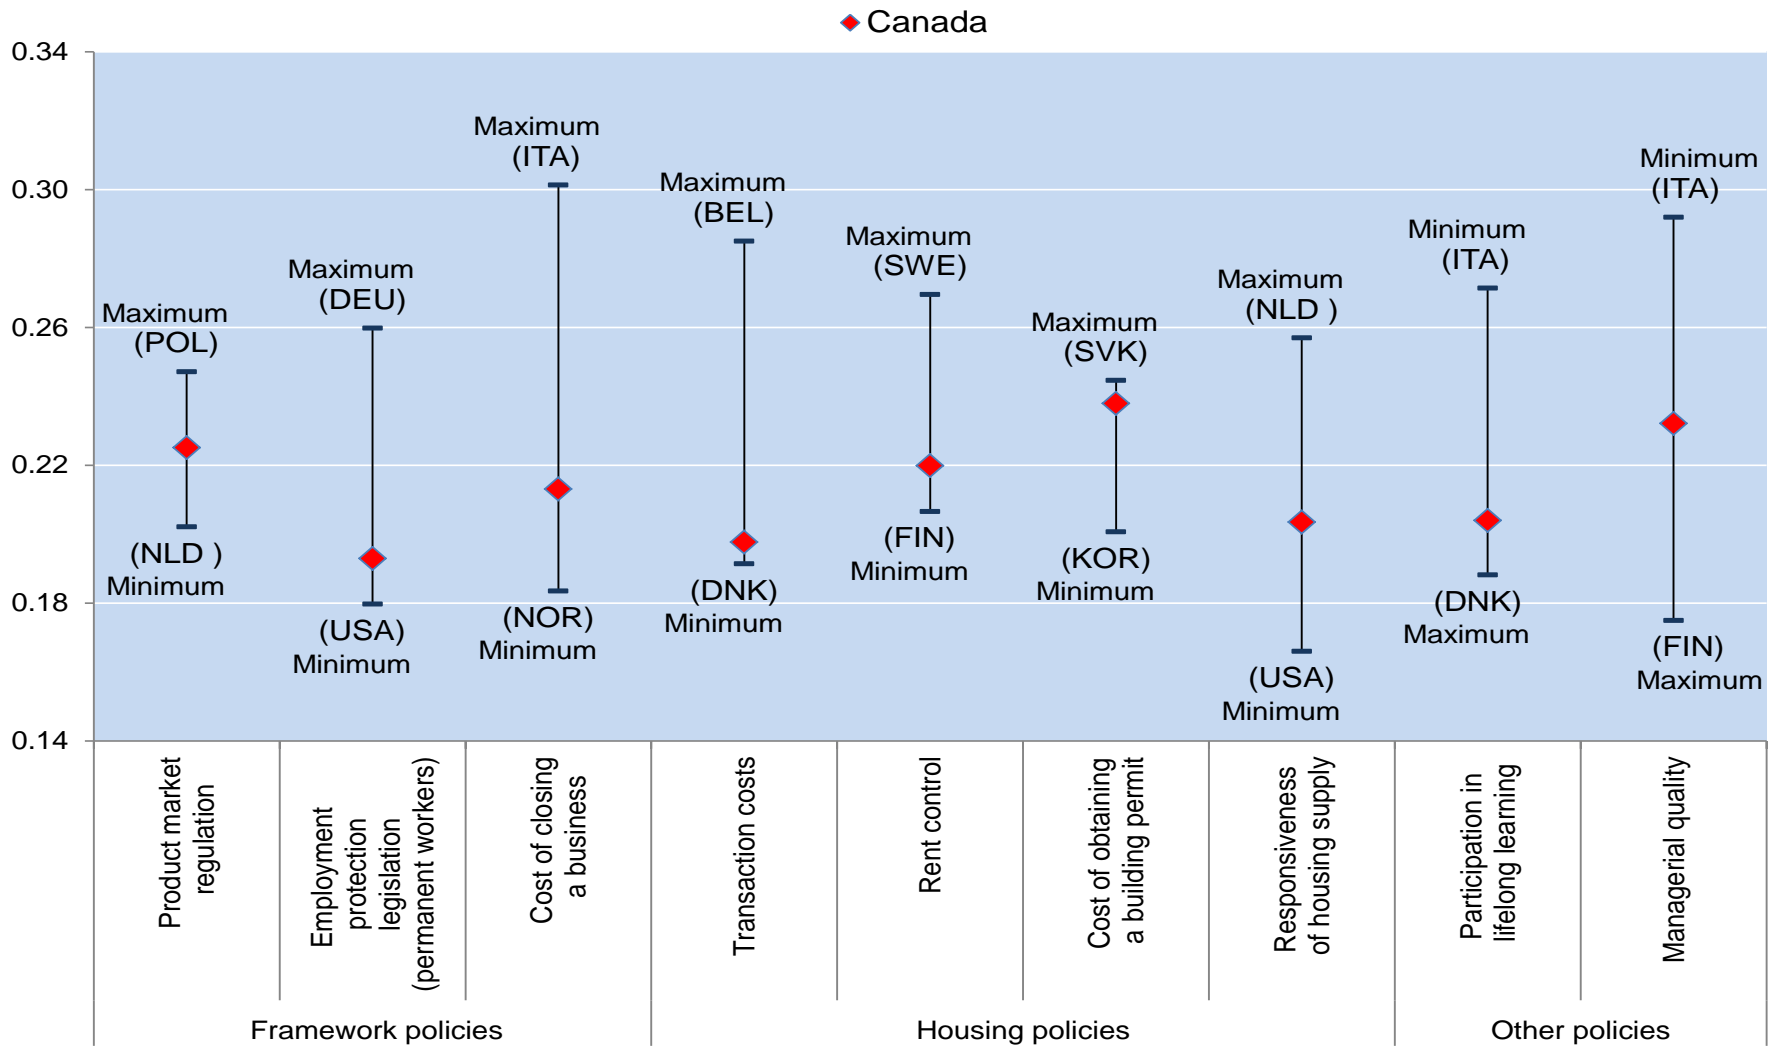 Canada
0.34
0.30
0.26
0.22
0.18
0.14
Maximum
(POL)
(NLD )
Minimum
Maximum
(DEU)
(USA)
Minimum
Maximum
(ITA)
(NOR)
Minimum
Maximum
(BEL)
(DNK)
Minimum
Maximum
(SWE)
(FIN)
Minimum
Maximum
(SVK)
(KOR)
Minimum
Maximum
(NLD )
(USA)
Minimum
Minimum
(ITA)
(DNK)
Maximum
Minimum
(ITA)
(FIN)
Maximum
Product market
regulation
Employment
protection
legislation
(permanent workers)
Cost of closing
a business
Transaction costs
Rent control
Cost of obtaining
a building permit
Responsiveness
of housing supply
Participation in
lifelong learning
Managerial quality
Framework policies
Housing policies
Other policies